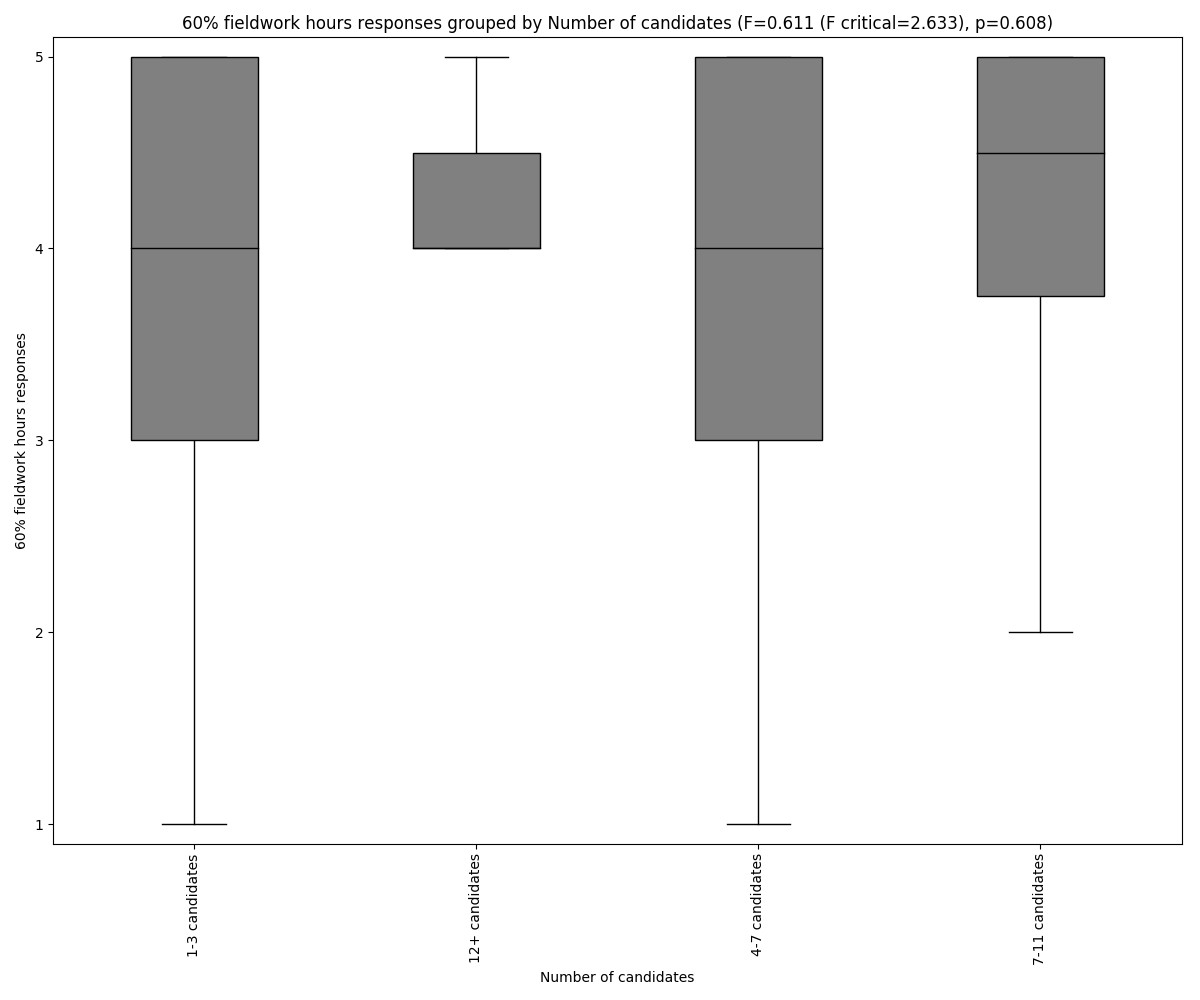 60% fieldwork hours responses grouped by Number of candidates (F=0.611 (F critical=2.633), p=0.608)
5
4
3
2
1
60% fieldwork hours responses
1-3 candidates
12+ candidates
4-7 candidates
7-11 candidates
Number of candidates